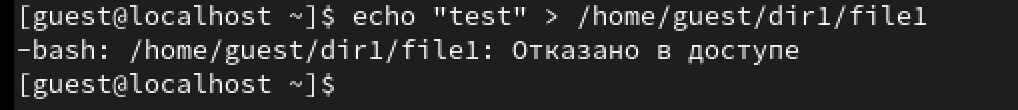 [guest@localhost ~]$ echo "test" > /home/guest/dir1/file1
-bash: /home/guest/dir1/file1: Отказано в доступе
[guest@localhost ~]$